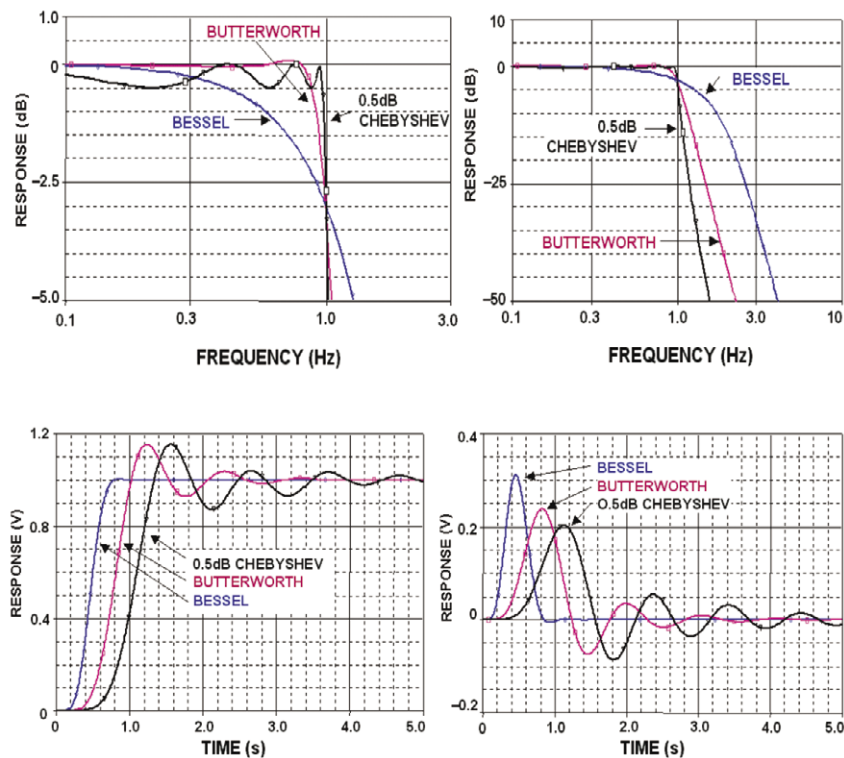 1.0
BUTTERWORTH
0
0.5dB
CHEBYSHEV
BESSEL
−2.5
−5.0
0.1
0.3
1.0
3.0
RESPONSE (dB)
FREQUENCY (Hz)
10
0
BESSEL
0.5dB
CHEBYSHEV
−25
BUTTERWORTH
−50
0.1
0.3
1.0
3.0
10
RESPONSE (dB)
FREQUENCY (Hz)
1.2
0.8
0.5dB CHEBYSHEV
BUTTERWORTH
BESSEL
0.4
0
0
1.0
2.0
3.0
4.0
5.0
RESPONSE (V)
TIME (s)
0.4
BESSEL
BUTTERWORTH
O.5dB CHEBYSHEV
0.2
0
−0.2
0
1.0
2.0
3.0
4.0
5.0
RESPONSE (V)
TIME (s)